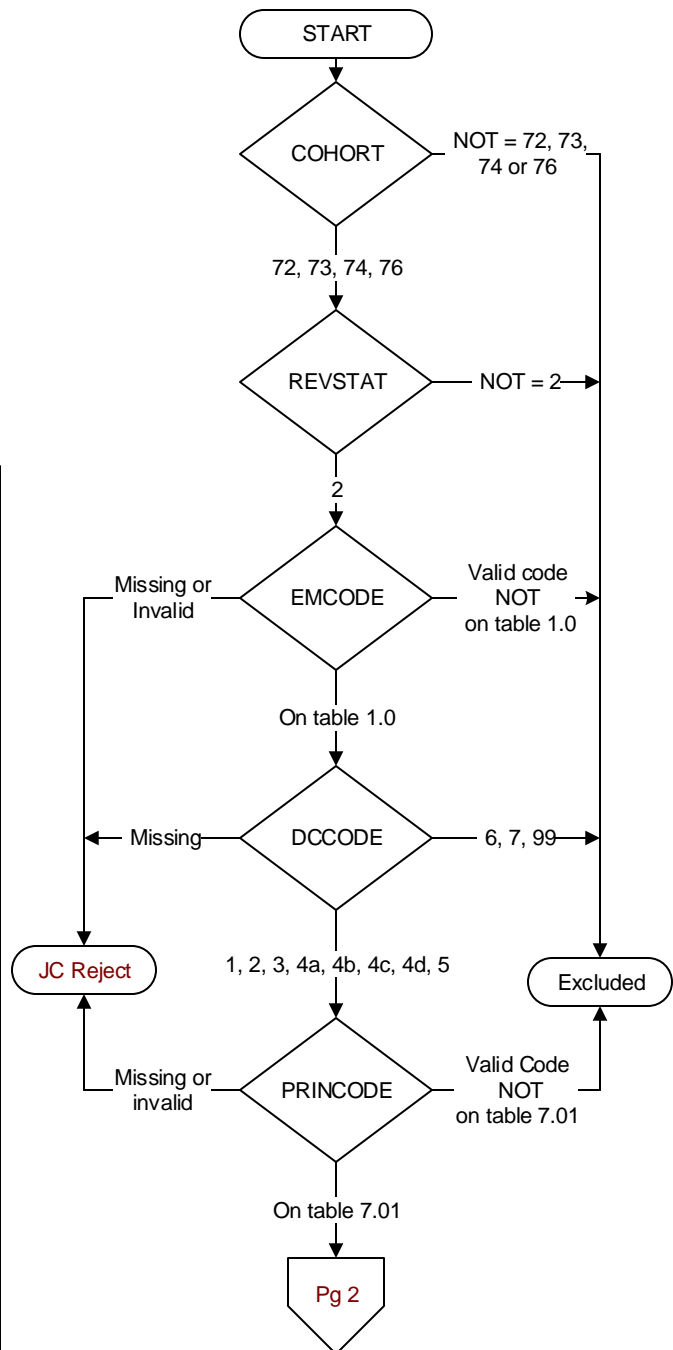 START
COHORT
NOT = 72, 73,
74 or 76
72, 73, 74, 76
REVSTAT
NOT = 2
2
Missing or
Invalid
EMCODE
Valid code
NOT
on table 1.0
On table 1.0
Missing
DCCODE
6, 7, 99
JC Reject
1, 2, 3, 4a, 4b, 4c, 4d, 5
Excluded
Missing or
invalid
PRINCODE
Valid Code
NOT
on table 7.01
On table 7.01
Pg 2